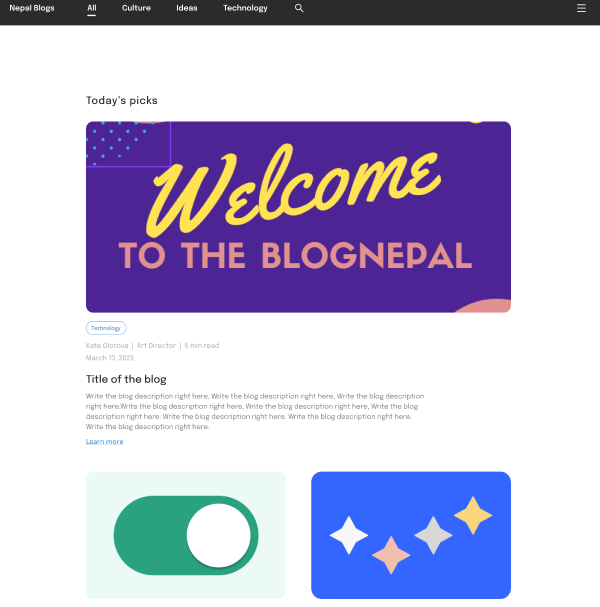 Nepal Blogs All Culture Ideas Technology
Today's picks
Welcome
TO THE BLOGNEPAL
Technology
Kate Glotova | Art Director | 5 min read
March 13 ,2022
Title of the blog
Write the blog description right here, Write the blog description right here, Write the blog description
right here.Write the blog description right here, Write the blog description right here, Write the blog
description right here. Write the blog description right here, Write the blog description right here,
Write the blog description right here.
Learn more